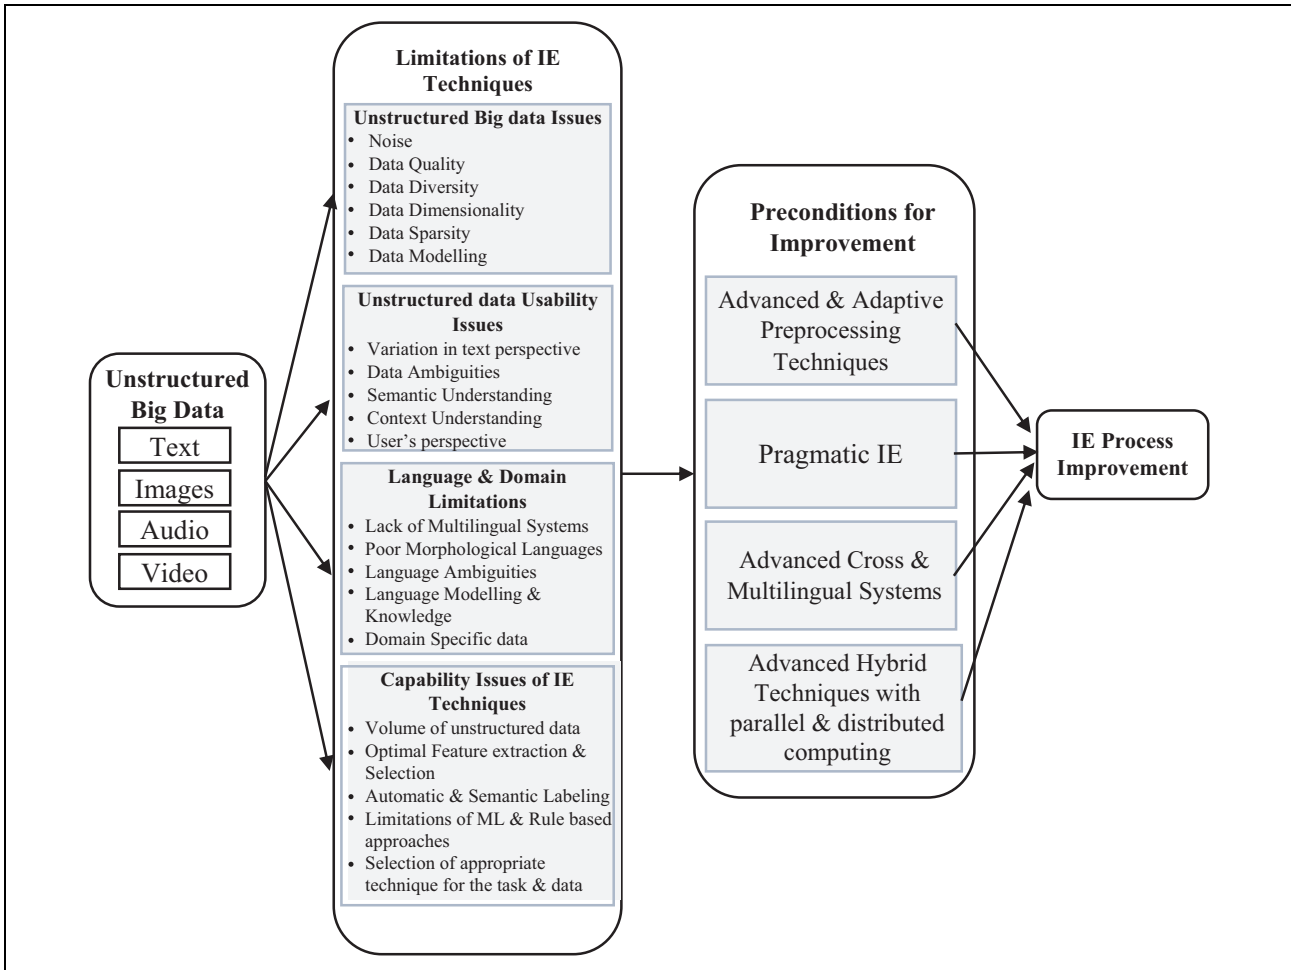 Unstructured
Big Data
Text
Images
Audio
Video
Limitations of IE
Techniques
Unstructured Big data Issues
• Noise
• Data Quality
• Data Diversity
• Data Dimensionality
• Data Sparsity
• Data Modelling
Unstructured data Usability
Issues
• Variation in text perspective
• Data Ambiguities
• Semantic Understanding
• Context Understanding
• User’s perspective
Language & Domain
Limitations
• Lack of Multilingual Systems
• Poor Morphological Languages
• Language Ambiguities
• Language Modelling &
Knowledge
• Domain Specific data
Capability Issues of IE
Techniques
• Volume of unstructured data
• Optimal Feature extraction &
Selection
• Automatic & Semantic Labeling
• Limitations of ML & Rule based
approaches
• Selection of appropriate
technique for the task & data
Preconditions for
Improvement
Advanced & Adaptive
Preprocessing
Techniques
Pragmatic IE
Advanced Cross &
Multilingual Systems
Advanced Hybrid
Techniques with
parallel & distributed
computing
IE Process
Improvement